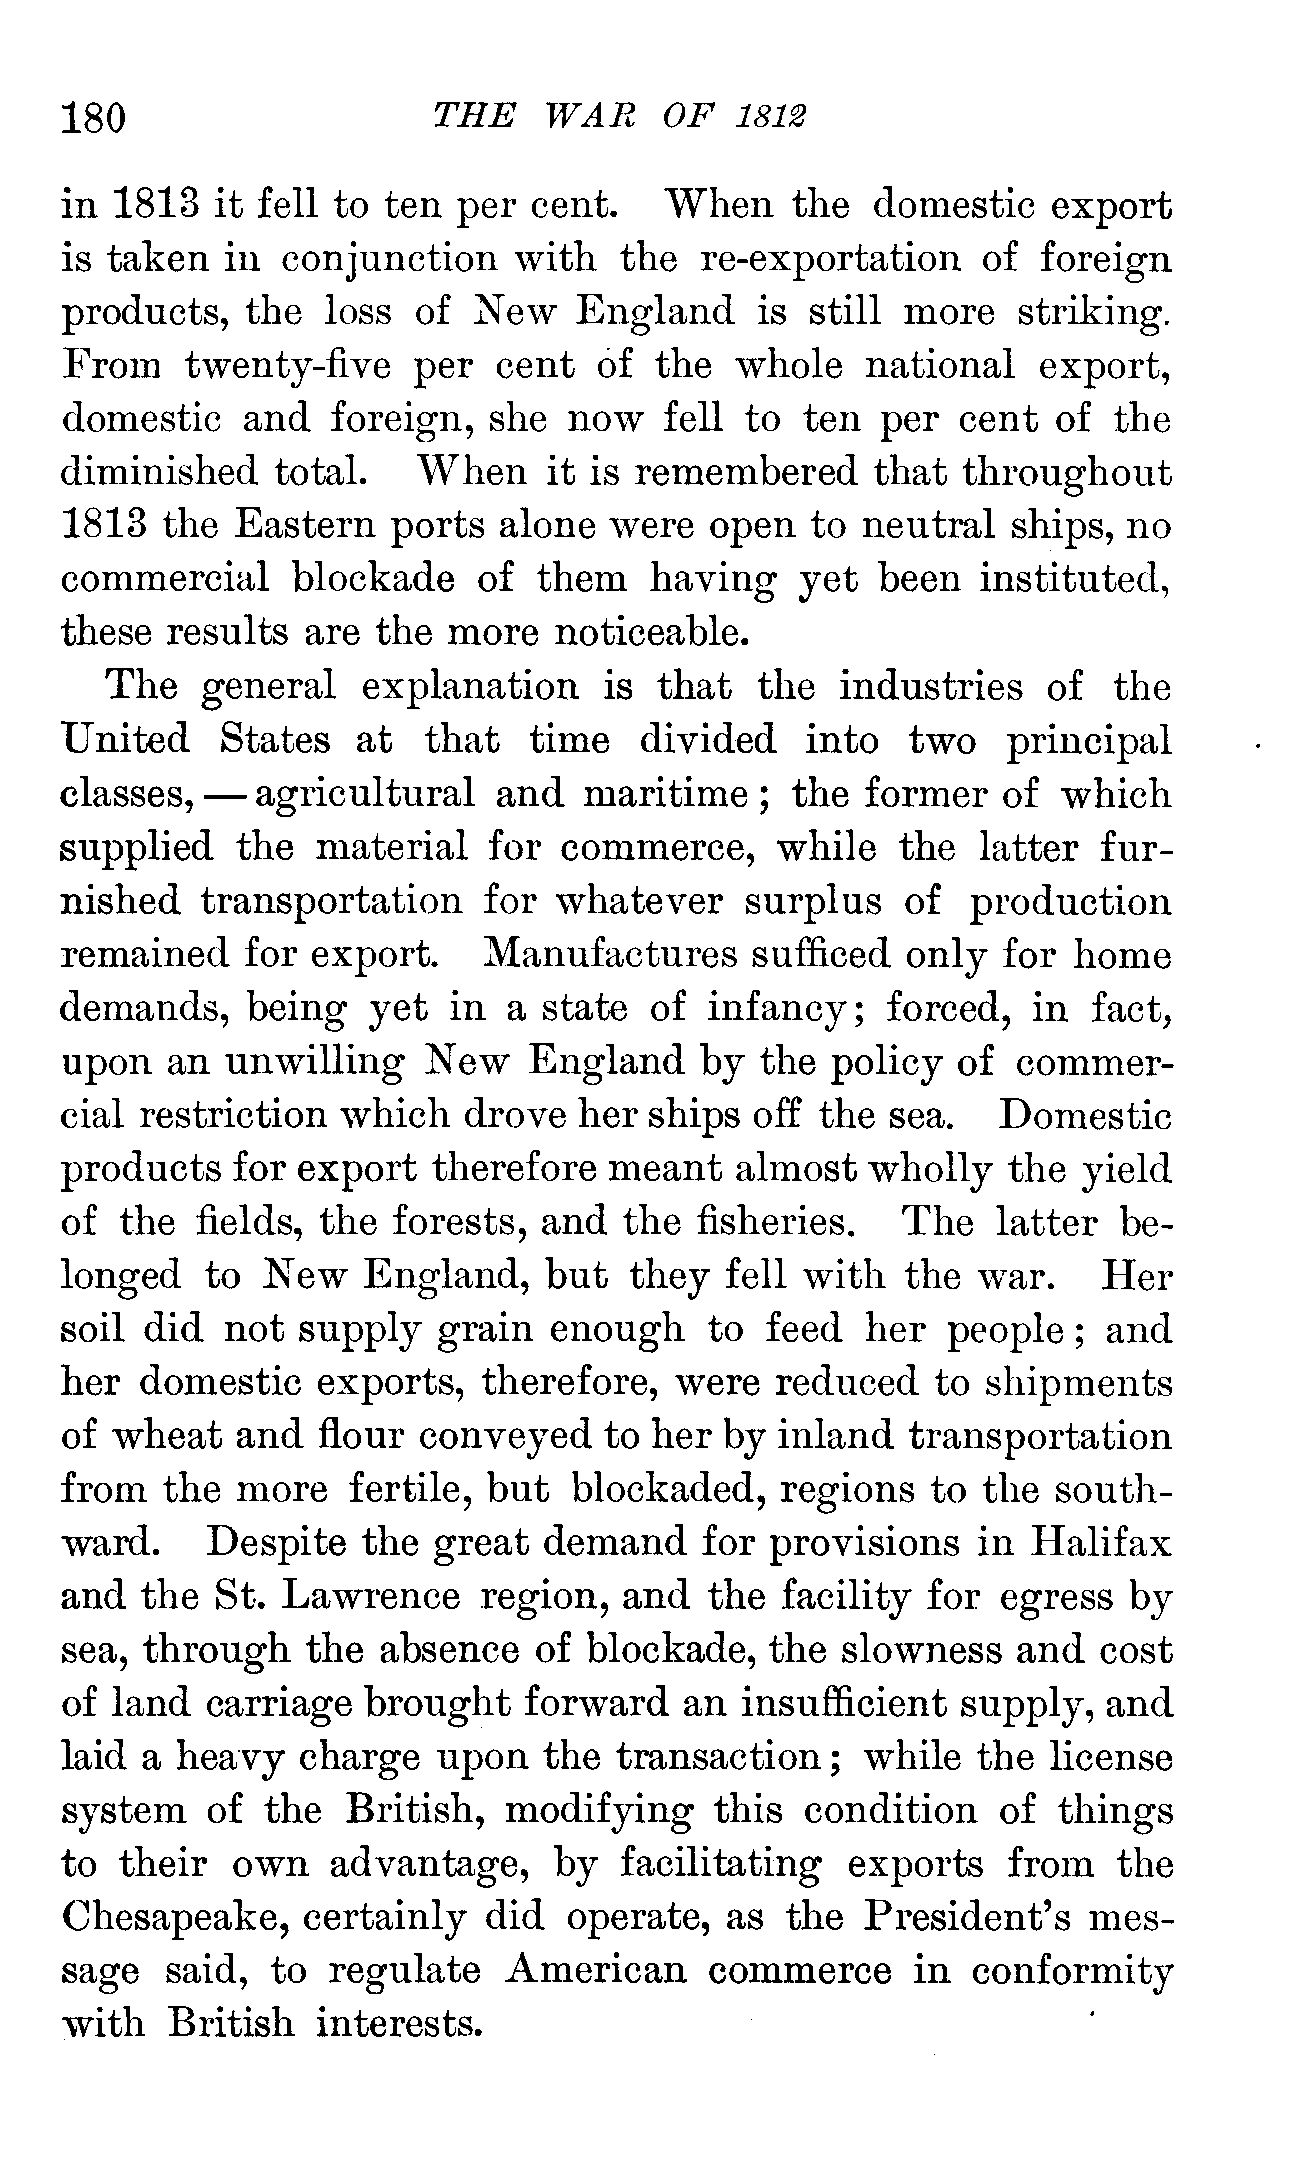 180 THE WAR OF 1812
in 1813 it fell to ten per cent. When the domestic export
is taken in conjunction with the re-exportation of foreign
products, the loss of New England is still more striking.
From twenty-five per cent of the whole national export,
domestic and foreign, she now fell to ten per cent of the
diminished total. When it is remembered that throughout
1813 the Eastern ports alone were open to neutral ships, no
commercial blockade of them having yet been instituted,
these results are the more noticeable.
The general explanation is that the industries of the
United States at that time divided into two principal
classes, — agricultural and maritime; the former of which
supplied the material for commerce, while the latter fur-
nished transportation for whatever surplus of production
remained for export. Manufactures sufficed only for home
demands, being yet in a state of infancy; forced, in fact,
upon an unwilling New England by the policy of commer-
cial restriction which drove her ships off the sea. Domestic
products for export therefore meant almost wholly the yield
of the fields, the forests, and the fisheries. The latter be-
longed to New England, but they fell with the war. Her
soil did not supply grain enough to feed her people; and
her domestic exports, therefore, were reduced to shipments
of wheat and flour conveyed to her by inland transportation
from the more fertile, but blockaded, regions to the south-
ward. Despite the great demand for provisions in Halifax
and the St. Lawrence region, and the facility for egress by
sea, through the absence of blockade, the slowness and cost
of land carriage brought forward an insufficient supply, and
laid a heavy charge upon the transaction; while the license
system of the British, modifying this condition of things
to their own advantage, by facilitating exports from the
Chesapeake, certainly did operate, as the President's mes-
sage said, to regulate American commerce in conformity
with British interests.